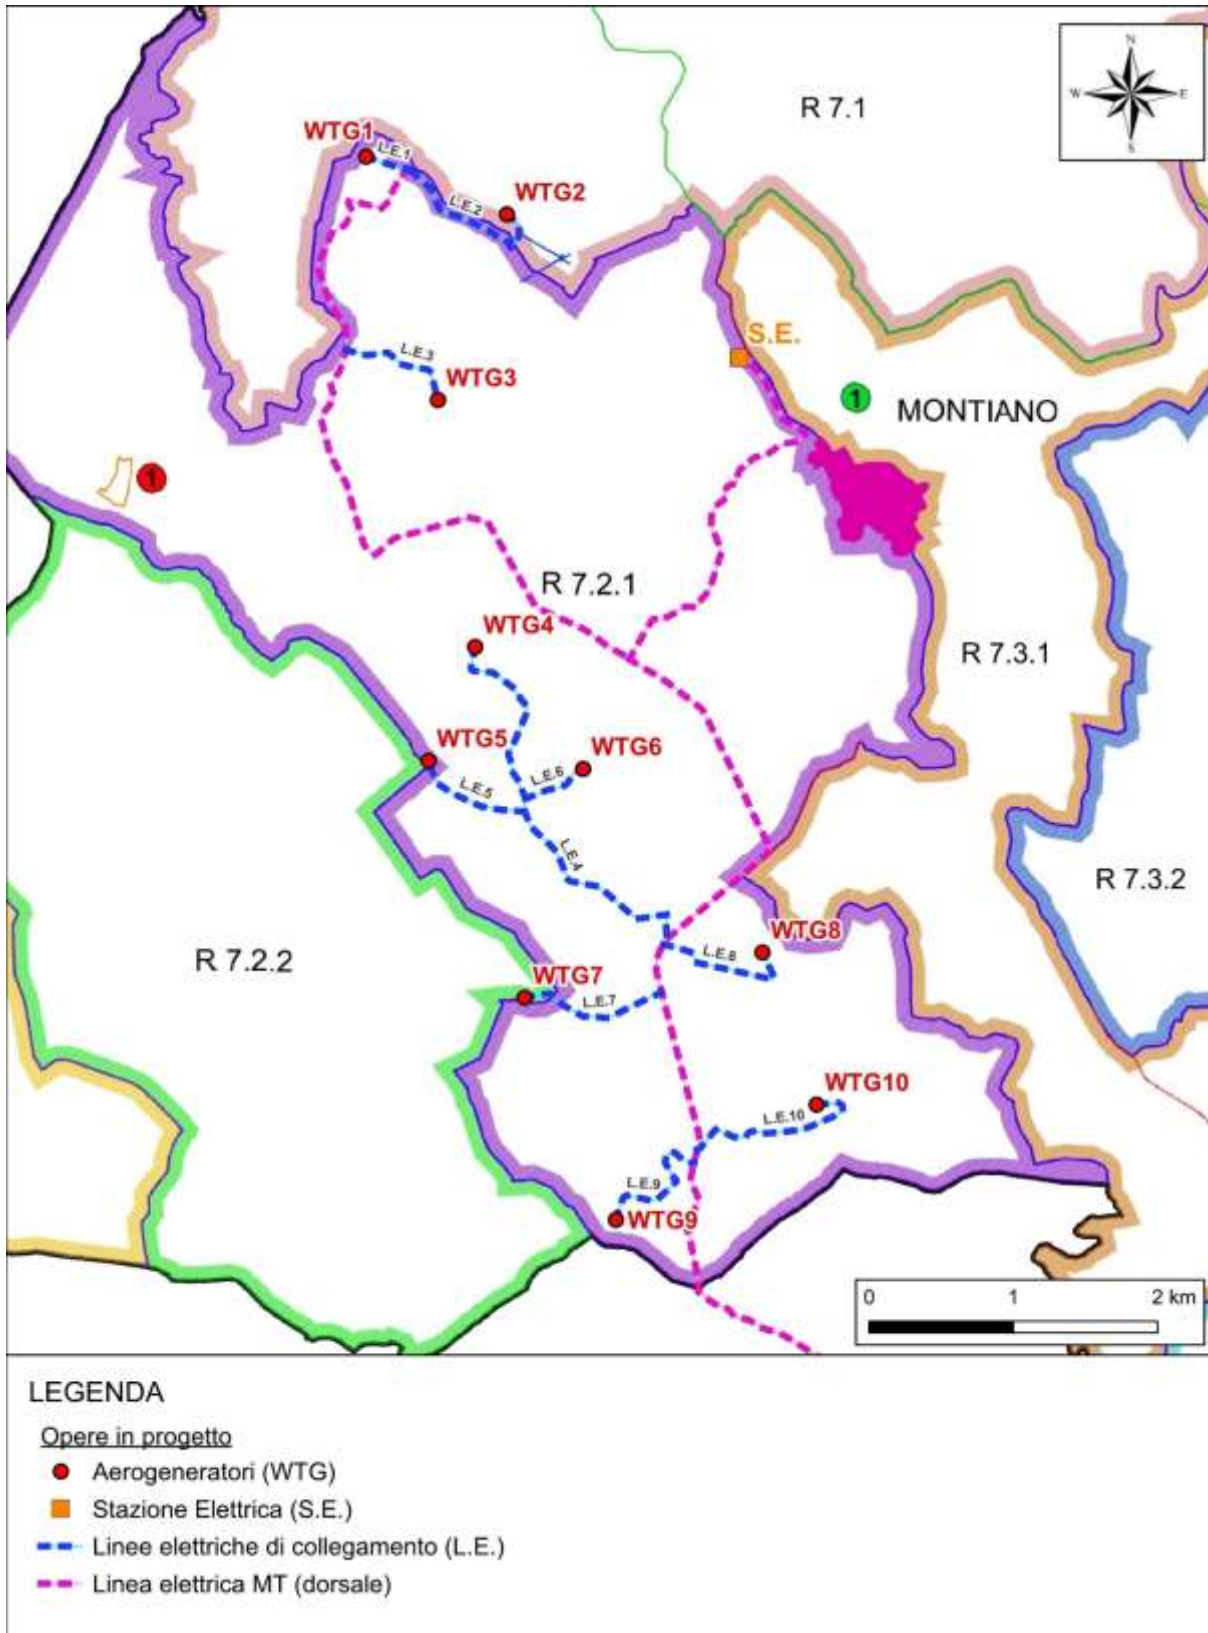 N
W E
S
R 7.1
WTG1
L.E.1
WTG2
L.E.2
S.E.
L.E.3
WTG3
1
MONTIANO
1
R 7.2.1
WTG4
R 7.3.1
WTG5
WTG6
L.E.6
L.E.5
L.E.4
R 7.3.2
WTG8
L.E.8
R 7.2.2
WTG7
L.E.7
WTG10
L.E.10
L.E.9
WTG9
0 1 2 km
LEGENDA
Opere in progetto
Aerogeneratori (WTG)
Stazione Elettrica (S.E.)
Linee elettriche di collegamento (L.E.)
Linea elettrica MT (dorsale)